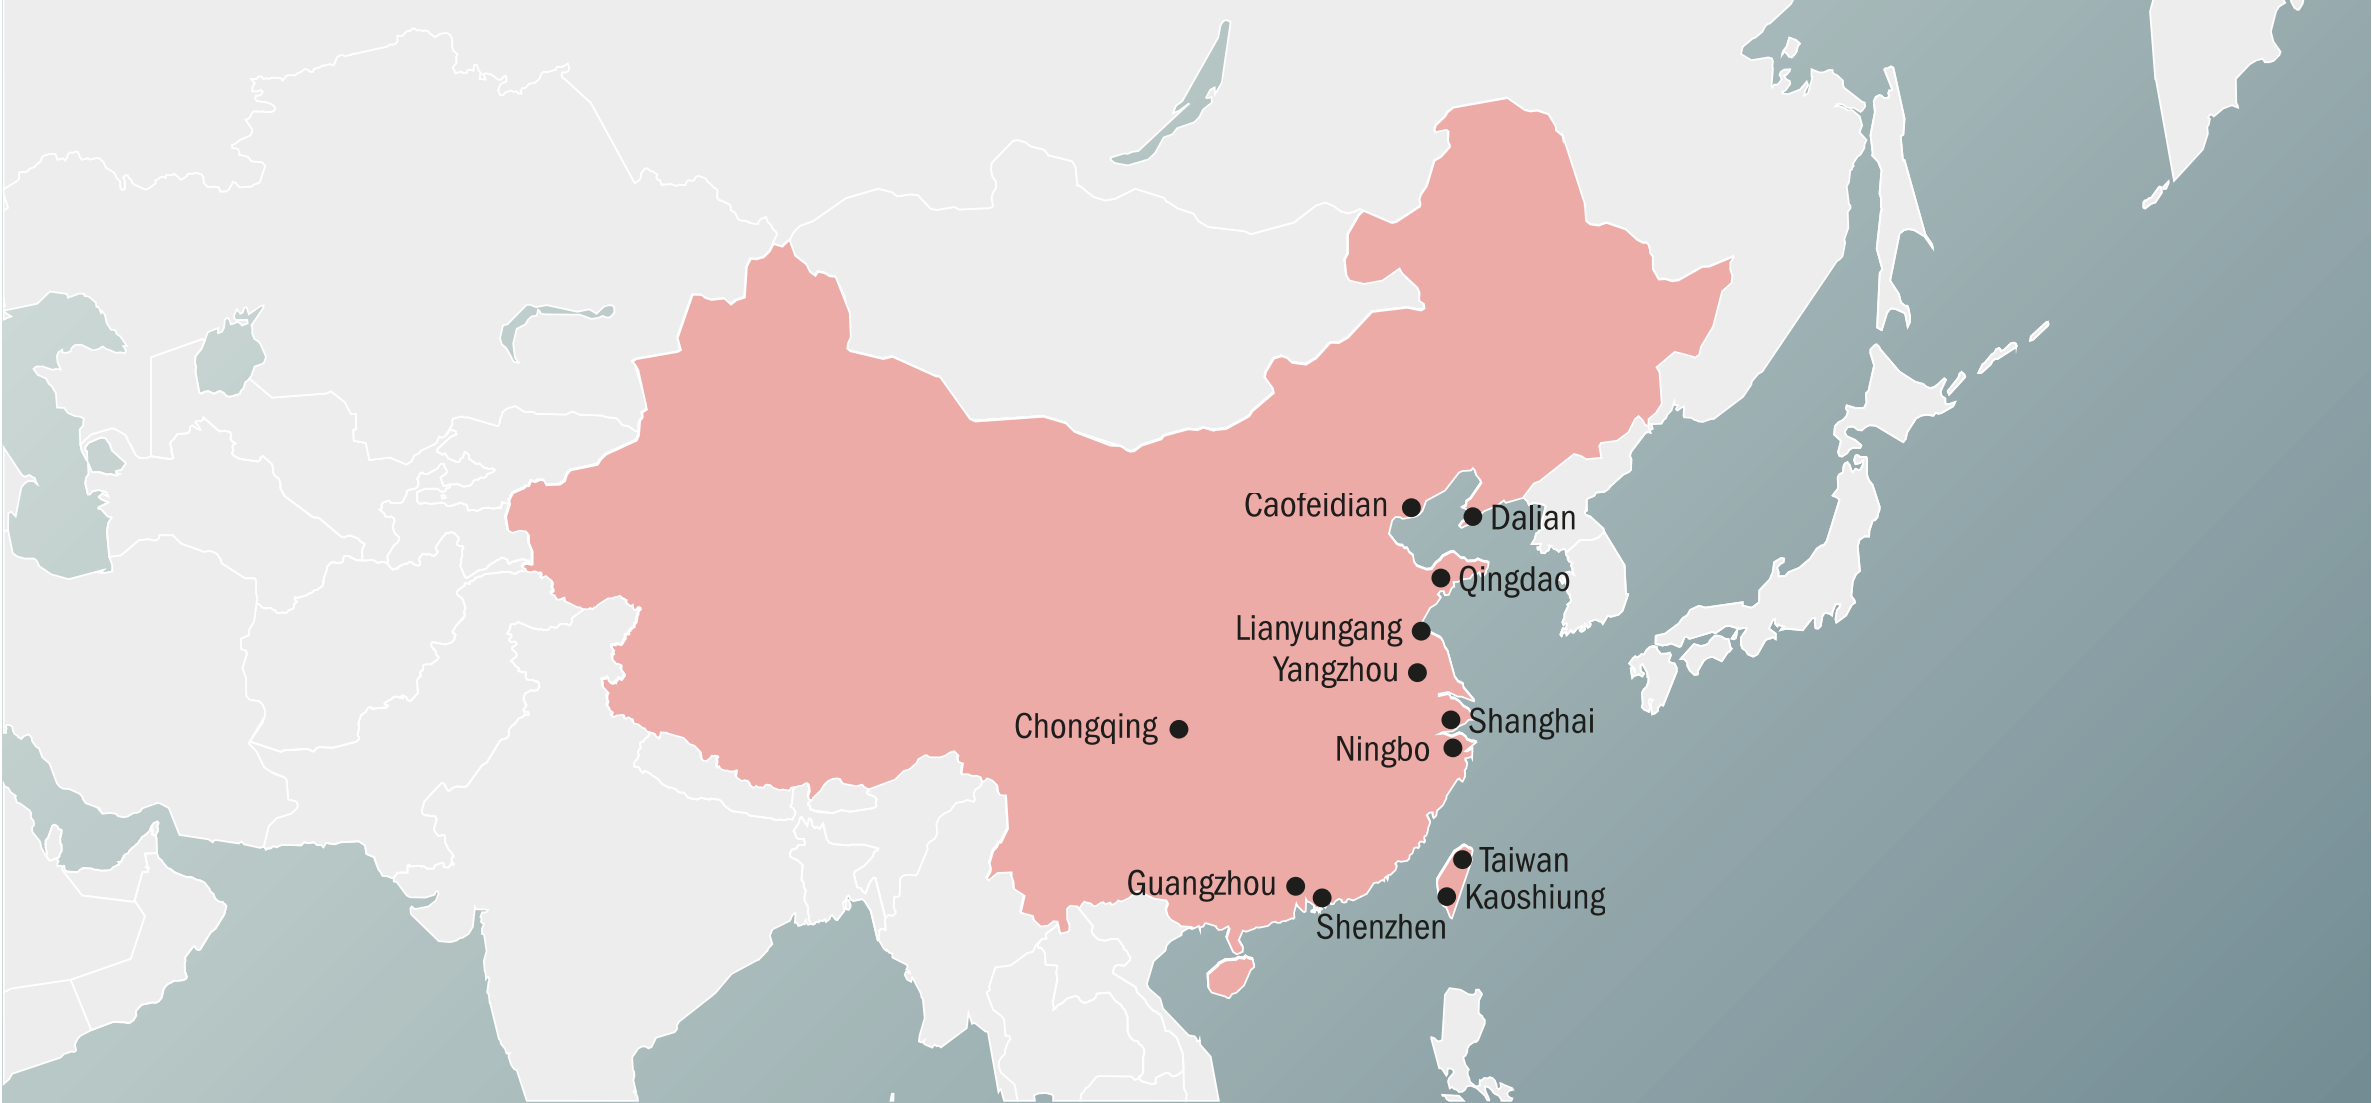 Caofeidian
Dalian
Qingdao
Lianyungang
Yangzhou
Shanghai
Chongqing
Ningbo
Taiwan
Guangzhou
Kaoshiung
Shenzhen